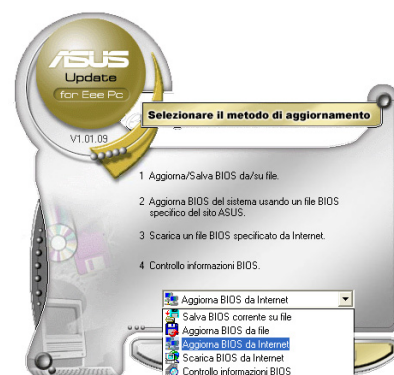 ASUS
Update
for Eee Pc
V1.01.09
Selezionare il metodo di aggiornamento
1 Aggiorna/Salva BIOS da/su file.
2 Aggiorna BIOS del sistema usando un file BIOS
specifico del sito ASUS.
3 Scarica un file BIOS specificato da Internet.
4 Controllo informazioni BIOS.
Aggiorna BIOS da Internet
Salva BIOS corrente su file
Aggiorna BIOS da file
Aggiorna BIOS da Internet
Scarica BIOS da Internet
Controllo informazioni BIOS